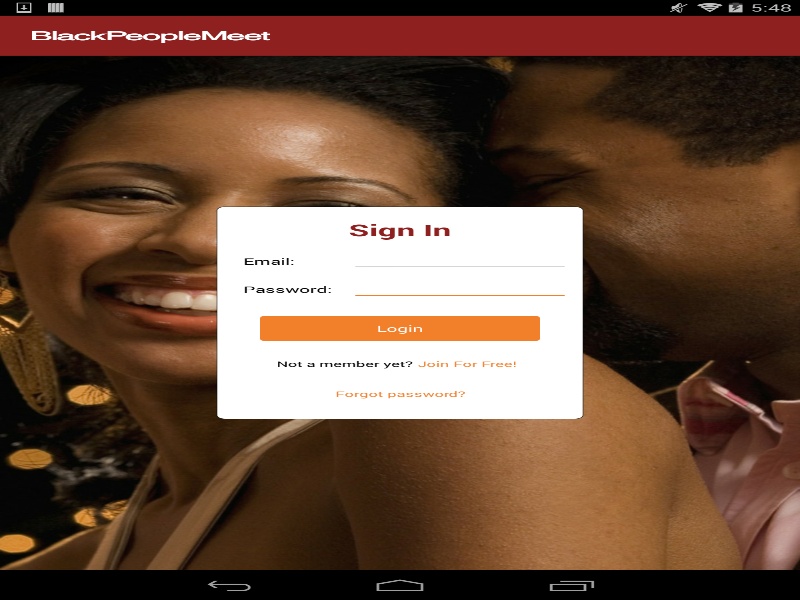 5:48
BlackPeopleMeet
Sign In
Email:
Password:
Login
Not a member yet? Join For Free!
Forgot password?